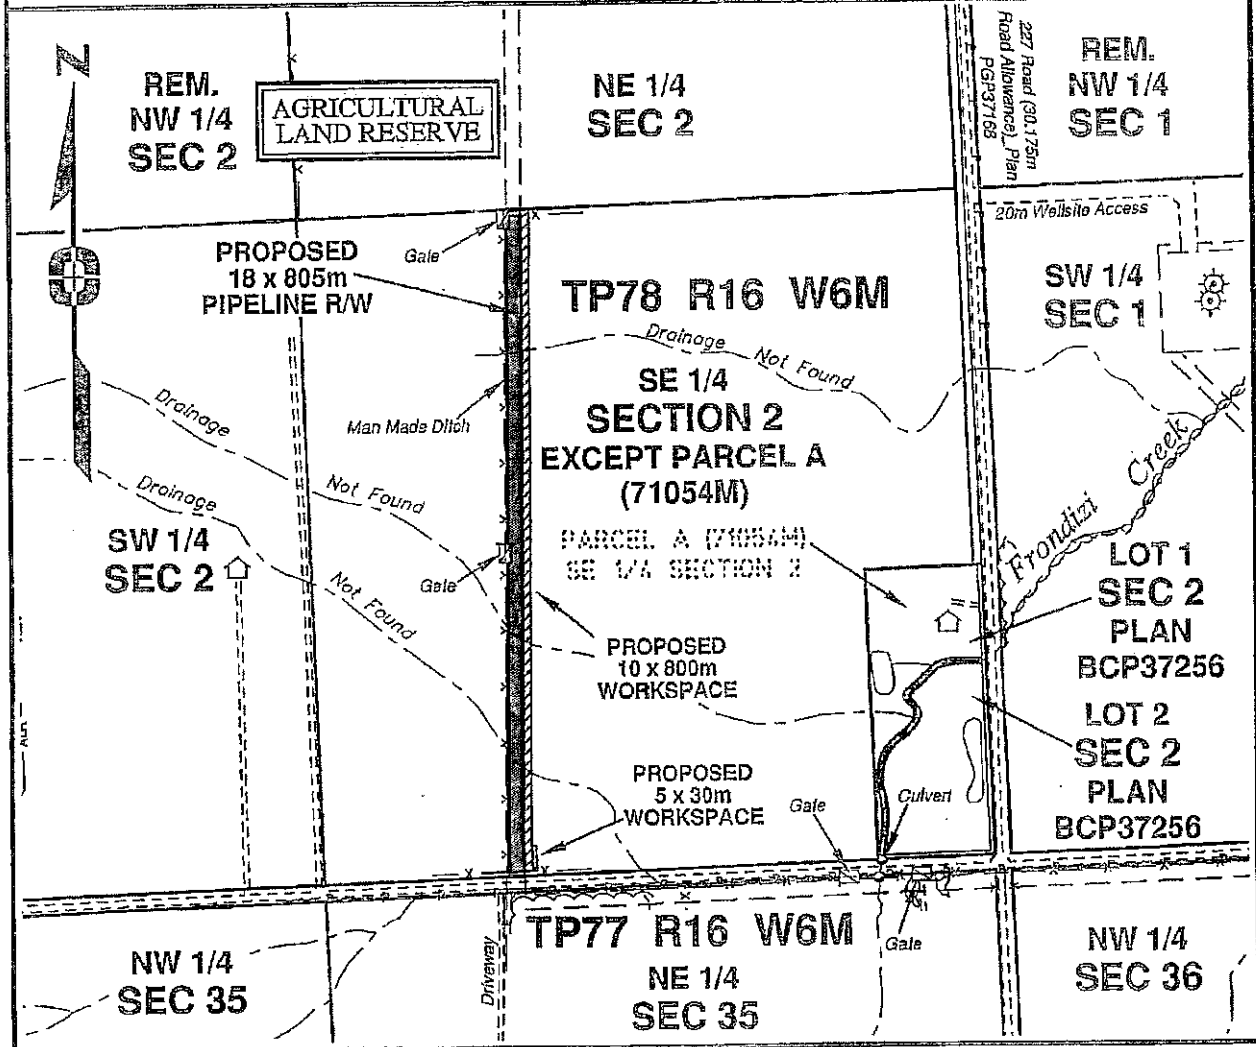 N
REM.
NW 1/4
SEC 2
AGRICULTURAL
LAND RESERVE
NE 1/4
SEC 2
227 Road (30.175m
Road Allowance), Plan
PGP37168
REM.
NW 1/4
SEC 1
20m Wellsite Access
Gate
PROPOSED
18 x 805m
PIPELINE R/W
TP78 R16 W6M
SW 1/4
SEC 1
Drainage Not Found
SE 1/4
SECTION 2
EXCEPT PARCEL A
(71054M)
Man Made Ditch
Drainage
Not Found
Drainage
Not Found
Frondizi Creek
PARCEL A (71054M)
SE 1/4 SECTION 2
SW 1/4
SEC 2
Gate
LOT 1
SEC 2
PLAN
BCP37256
PROPOSED
10 x 800m
WORKSPACE
LOT 2
SEC 2
PLAN
BCP37256
PROPOSED
5 x 30m
WORKSPACE
Gate
Culvert
TP77 R16 W6M
Gate
Driveway
NW 1/4
SEC 35
NE 1/4
SEC 35
NW 1/4
SEC 36